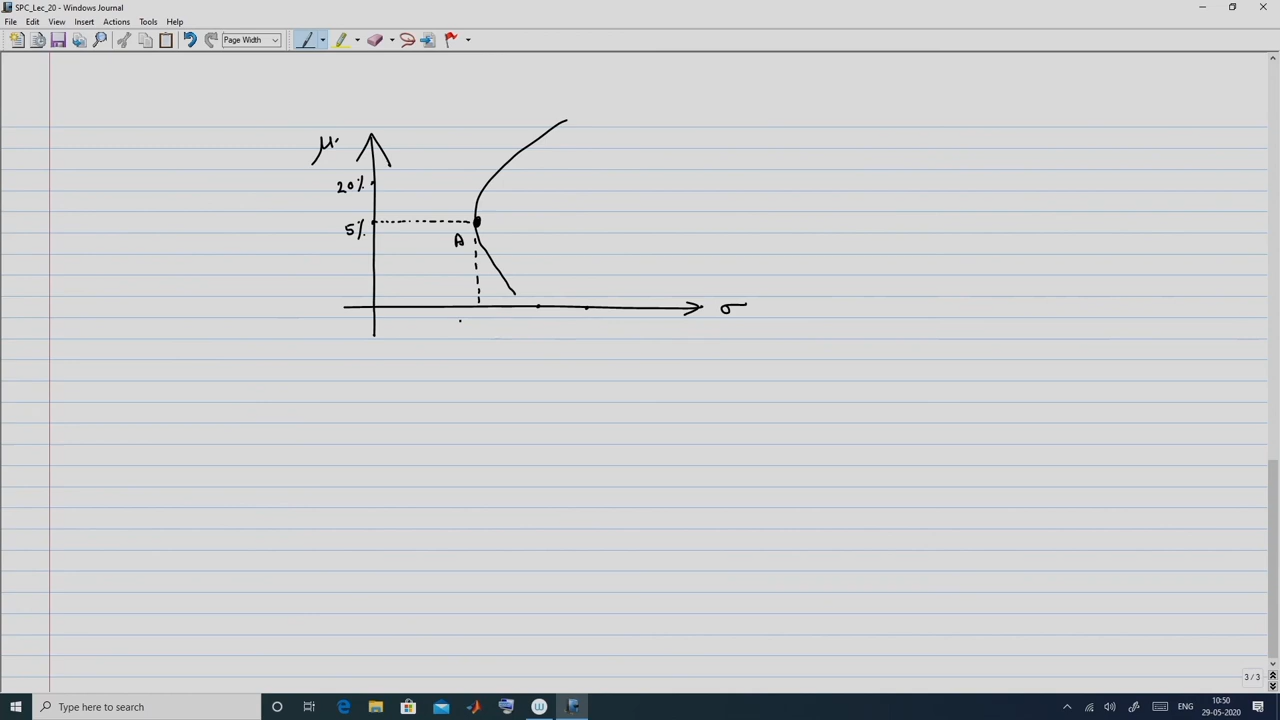 SPC_Lec_20 - Windows Journal
File Edit View Insert Actions Tools Help
Page Width
μ
20%
5%
A
σ
3 / 3
Type here to search
ENG
10:50
29-05-2020